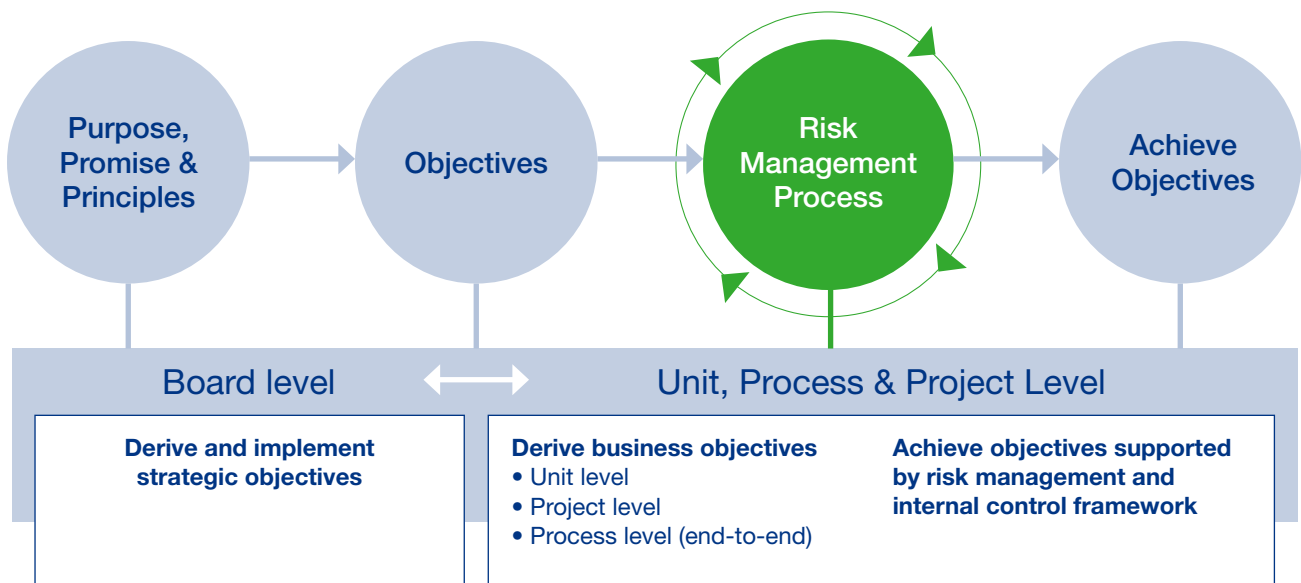 Purpose,
Promise &
Principles
Objectives
Risk
Management
Process
Achieve
Objectives
Board level
Unit, Process & Project Level
Derive and implement
strategic objectives
Derive business objectives
• Unit level
• Project level
• Process level (end-to-end)
Achieve objectives supported
by risk management and
internal control framework